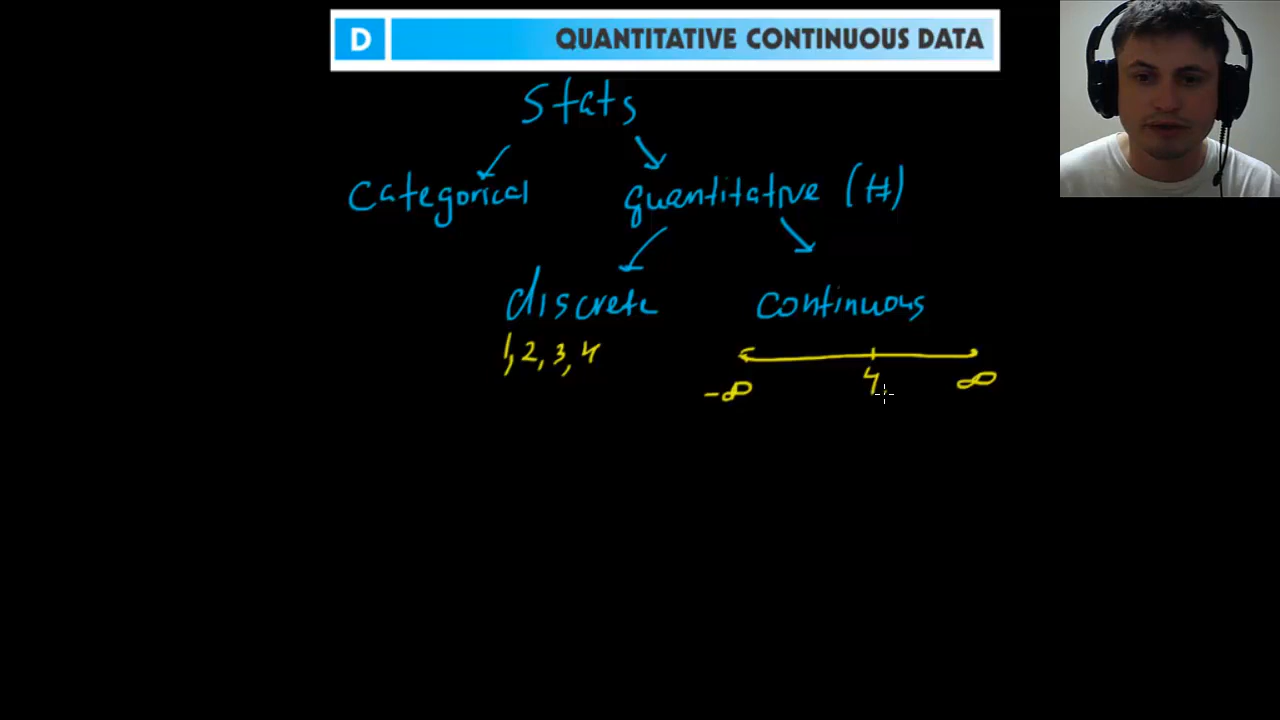 D QUANTITATIVE CONTINUOUS DATA
Stats
Categorical quantitative (#)
discrete continuous
1, 2, 3, 4
-∞ 4. ∞